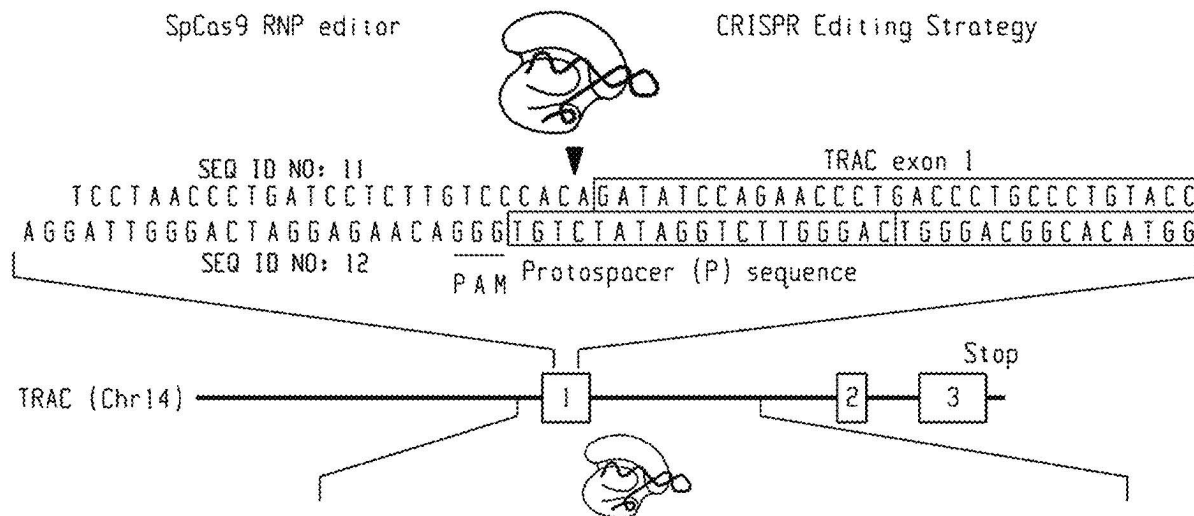 SpCas9 RNP editor CRISPR Editing Strategy
SEQ ID NO: 11 TRAC exon 1
TCCTAACCCTGATCCTCTTGTCCCACAGATATCCAGAACCCTGACCCTGCCCTGTACC
AGGATTGGGACTAGGAGAACAGGGTGTCTATAGGTCTTGGGACTGGGACGGCACATGG
SEQ ID NO: 12 PAM Protospacer (P) sequence
Stop
TRAC (Chr14) 1 2 3